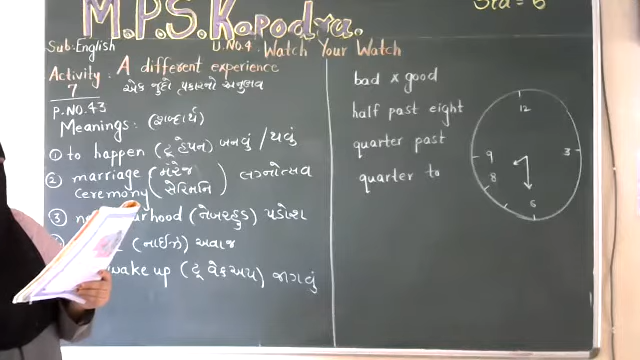 M.P.S. Kapodra.
Std = 6
Sub: English
U.No.4. Watch Your Watch
Activity: A different experience
7
એક જુદો પ્રકારનો અનુભવ
P.NO.43
Meanings: (શબ્દાર્થ)
① to happen (ટૂ હેપન) બનવું / થવું
② marriage (મેરેજ
ceremony સેરિમનિ) લગ્નોત્સવ
③ (નેબરહુડ) પડોશ
(નાઈઝ) અવાજ
wake up (ટૂ વેકઅપ) જાગવું
bad x good
half past eight
quarter past
quarter to
12
3
6
8
9